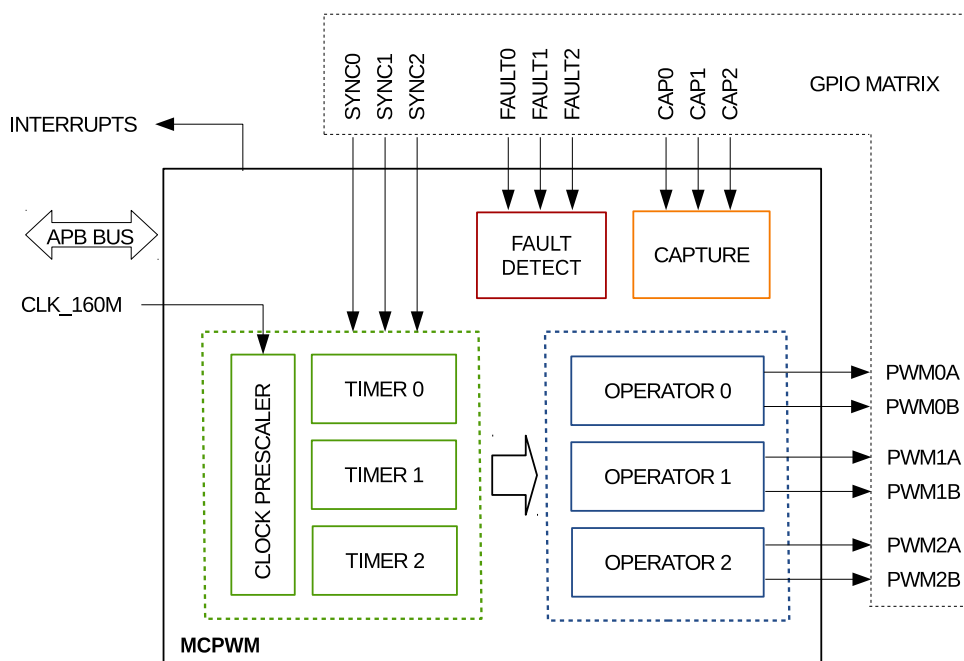 SYNC0
SYNC1
SYNC2
FAULT0
FAULT1
FAULT2
CAP0
CAP1
CAP2
GPIO MATRIX
INTERRUPTS
APB BUS
FAULT
DETECT
CAPTURE
CLK_160M
CLOCK PRESCALER
TIMER 0
TIMER 1
TIMER 2
OPERATOR 0
OPERATOR 1
OPERATOR 2
PWM0A
PWM0B
PWM1A
PWM1B
PWM2A
PWM2B
MCPWM